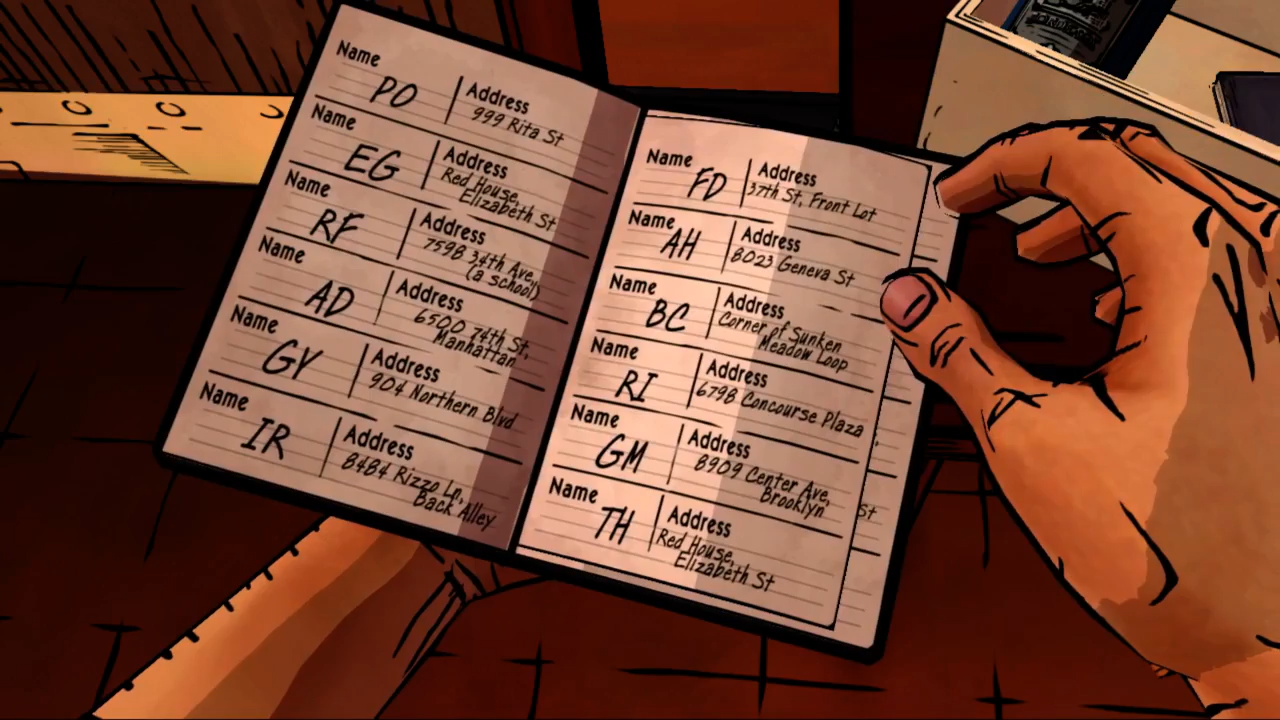 Name Address
PO 999 Rita St
Name Address
EG Red House,
Elizabeth St
Name Address
RF 7598 34th Ave,
(a school)
Name Address
AD 6500 74th St,
Manhattan
Name Address
GY 904 Northern Blvd
Name Address
IR 8484 Rizzo Ln,
Back Alley
Name Address
FD 37th St, Front Lot
Name Address
AH 8023 Geneva St
Name Address
BC Corner of Sunken
Meadow Loop
Name Address
RI 6798 Concourse Plaza
Name Address
GM 8909 Center Ave,
Brooklyn
Name Address
TH Red House,
Elizabeth St
St